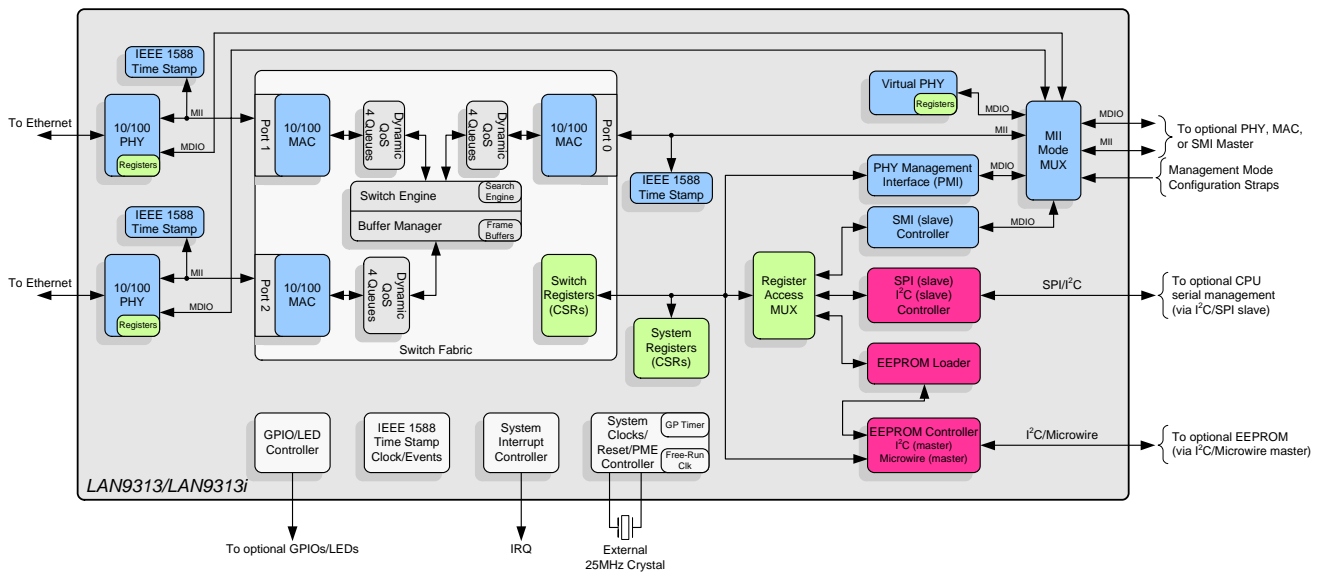 IEEE 1588
Time Stamp
To Ethernet
10/100
PHY
Registers
MII
MDIO
Port 1
10/100
MAC
Dynamic
QoS
4 Queues
Dynamic
QoS
4 Queues
10/100
MAC
Port 0
Switch Engine
Search
Engine
Buffer Manager
Frame
Buffers
IEEE 1588
Time Stamp
To Ethernet
10/100
PHY
Registers
MII
MDIO
Port 2
10/100
MAC
Dynamic
QoS
4 Queues
Switch
Registers
(CSRs)
Switch Fabric
MII
IEEE 1588
Time Stamp
System
Registers
(CSRs)
Virtual PHY
Registers
MDIO
MII
Mode
MUX
MDIO
MII
To optional PHY, MAC,
or SMI Master
Management Mode
Configuration Straps
PHY Management
Interface (PMI)
MDIO
SMI (slave)
Controller
MDIO
Register
Access
MUX
SPI (slave)
I²C (slave)
Controller
SPI/I²C
To optional CPU
serial management
(via I²C/SPI slave)
EEPROM Loader
EEPROM Controller
I²C (master)
Microwire (master)
I²C/Microwire
To optional EEPROM
(via I²C/Microwire master)
GPIO/LED
Controller
IEEE 1588
Time Stamp
Clock/Events
System
Interrupt
Controller
System
Clocks/
Reset/PME
Controller
GP Timer
Free-Run
Clk
LAN9313/LAN9313i
To optional GPIOs/LEDs
IRQ
External
25MHz Crystal